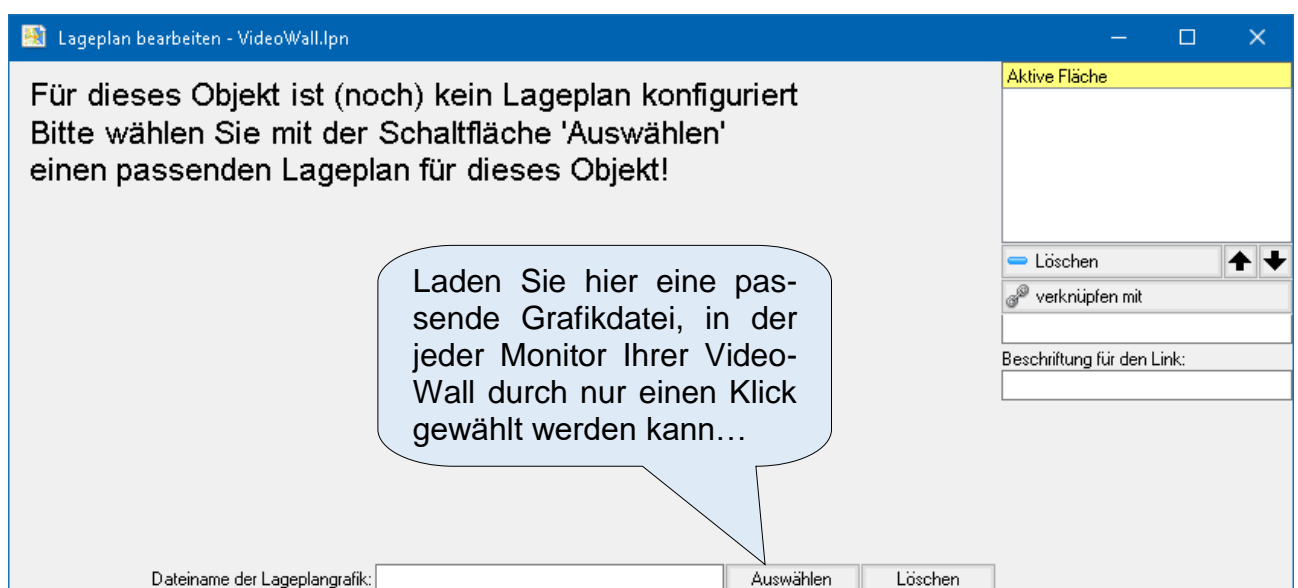 Lageplan bearbeiten - VideoWall.lpn
Für dieses Objekt ist (noch) kein Lageplan konfiguriert
Bitte wählen Sie mit der Schaltfläche 'Auswählen'
einen passenden Lageplan für dieses Objekt!
Aktive Fläche
Löschen
verknüpfen mit
Beschriftung für den Link:
Laden Sie hier eine pas-
sende Grafikdatei, in der
jeder Monitor Ihrer Video-
Wall durch nur einen Klick
gewählt werden kann…
Dateiname der Lageplangrafik:
Auswählen
Löschen